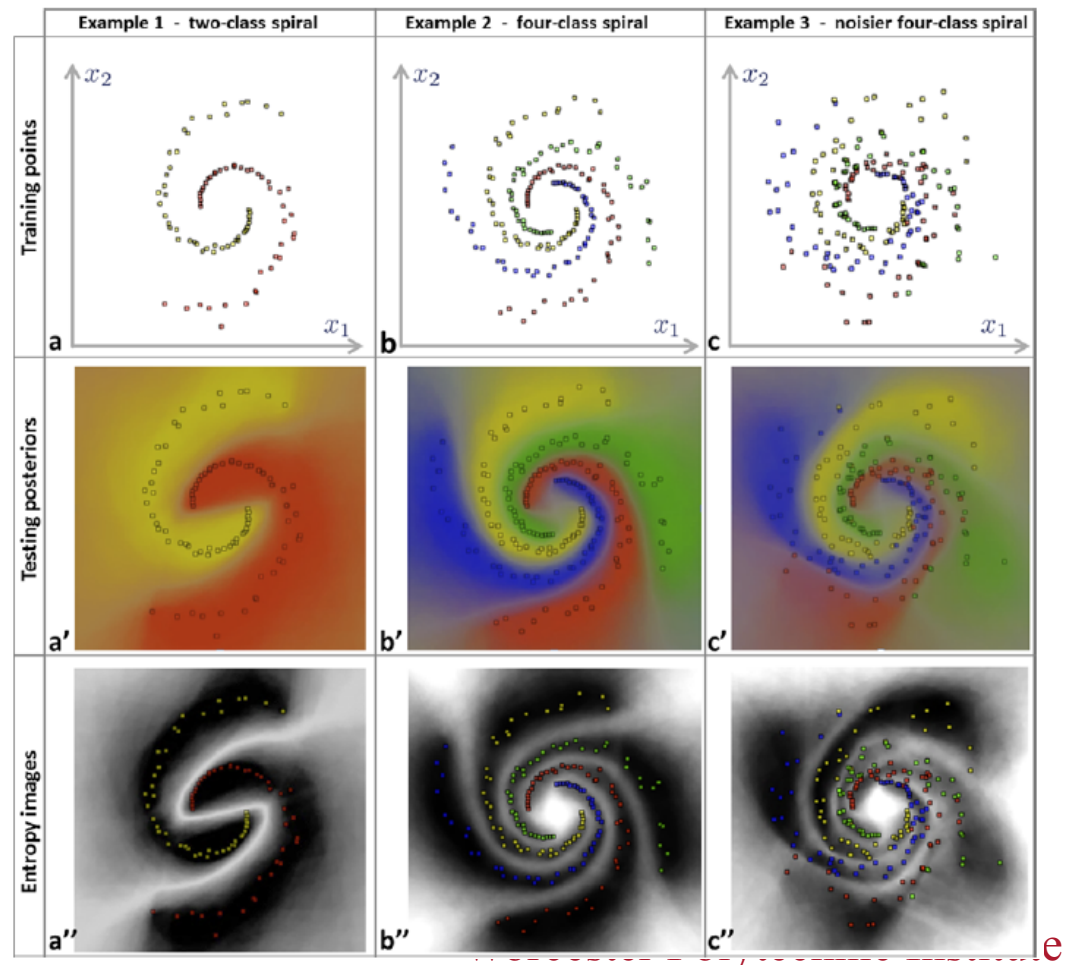 Example 1 - two-class spiral
Example 2 - four-class spiral
Example 3 - noisier four-class spiral
Training points
x₂
x₁
a
x₂
x₁
b
x₂
x₁
c
Testing posteriors
a′
b′
c′
Entropy images
a′′
b′′
c′′